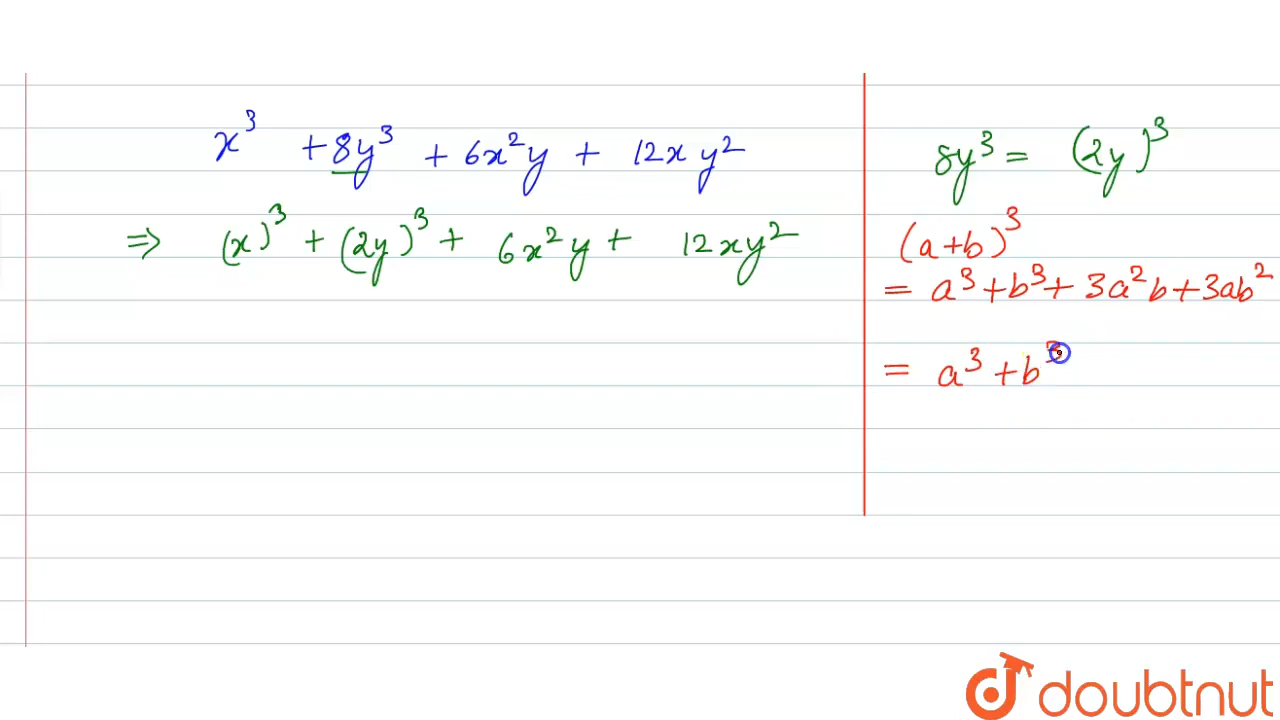 x³ + 8y³ + 6x²y + 12xy²
⇒ (x)³ + (2y)³ + 6x²y + 12xy²
8y³ = (2y)³
(a+b)³
= a³+b³+ 3a²b+3ab²
= a³ +b³
doubtnut